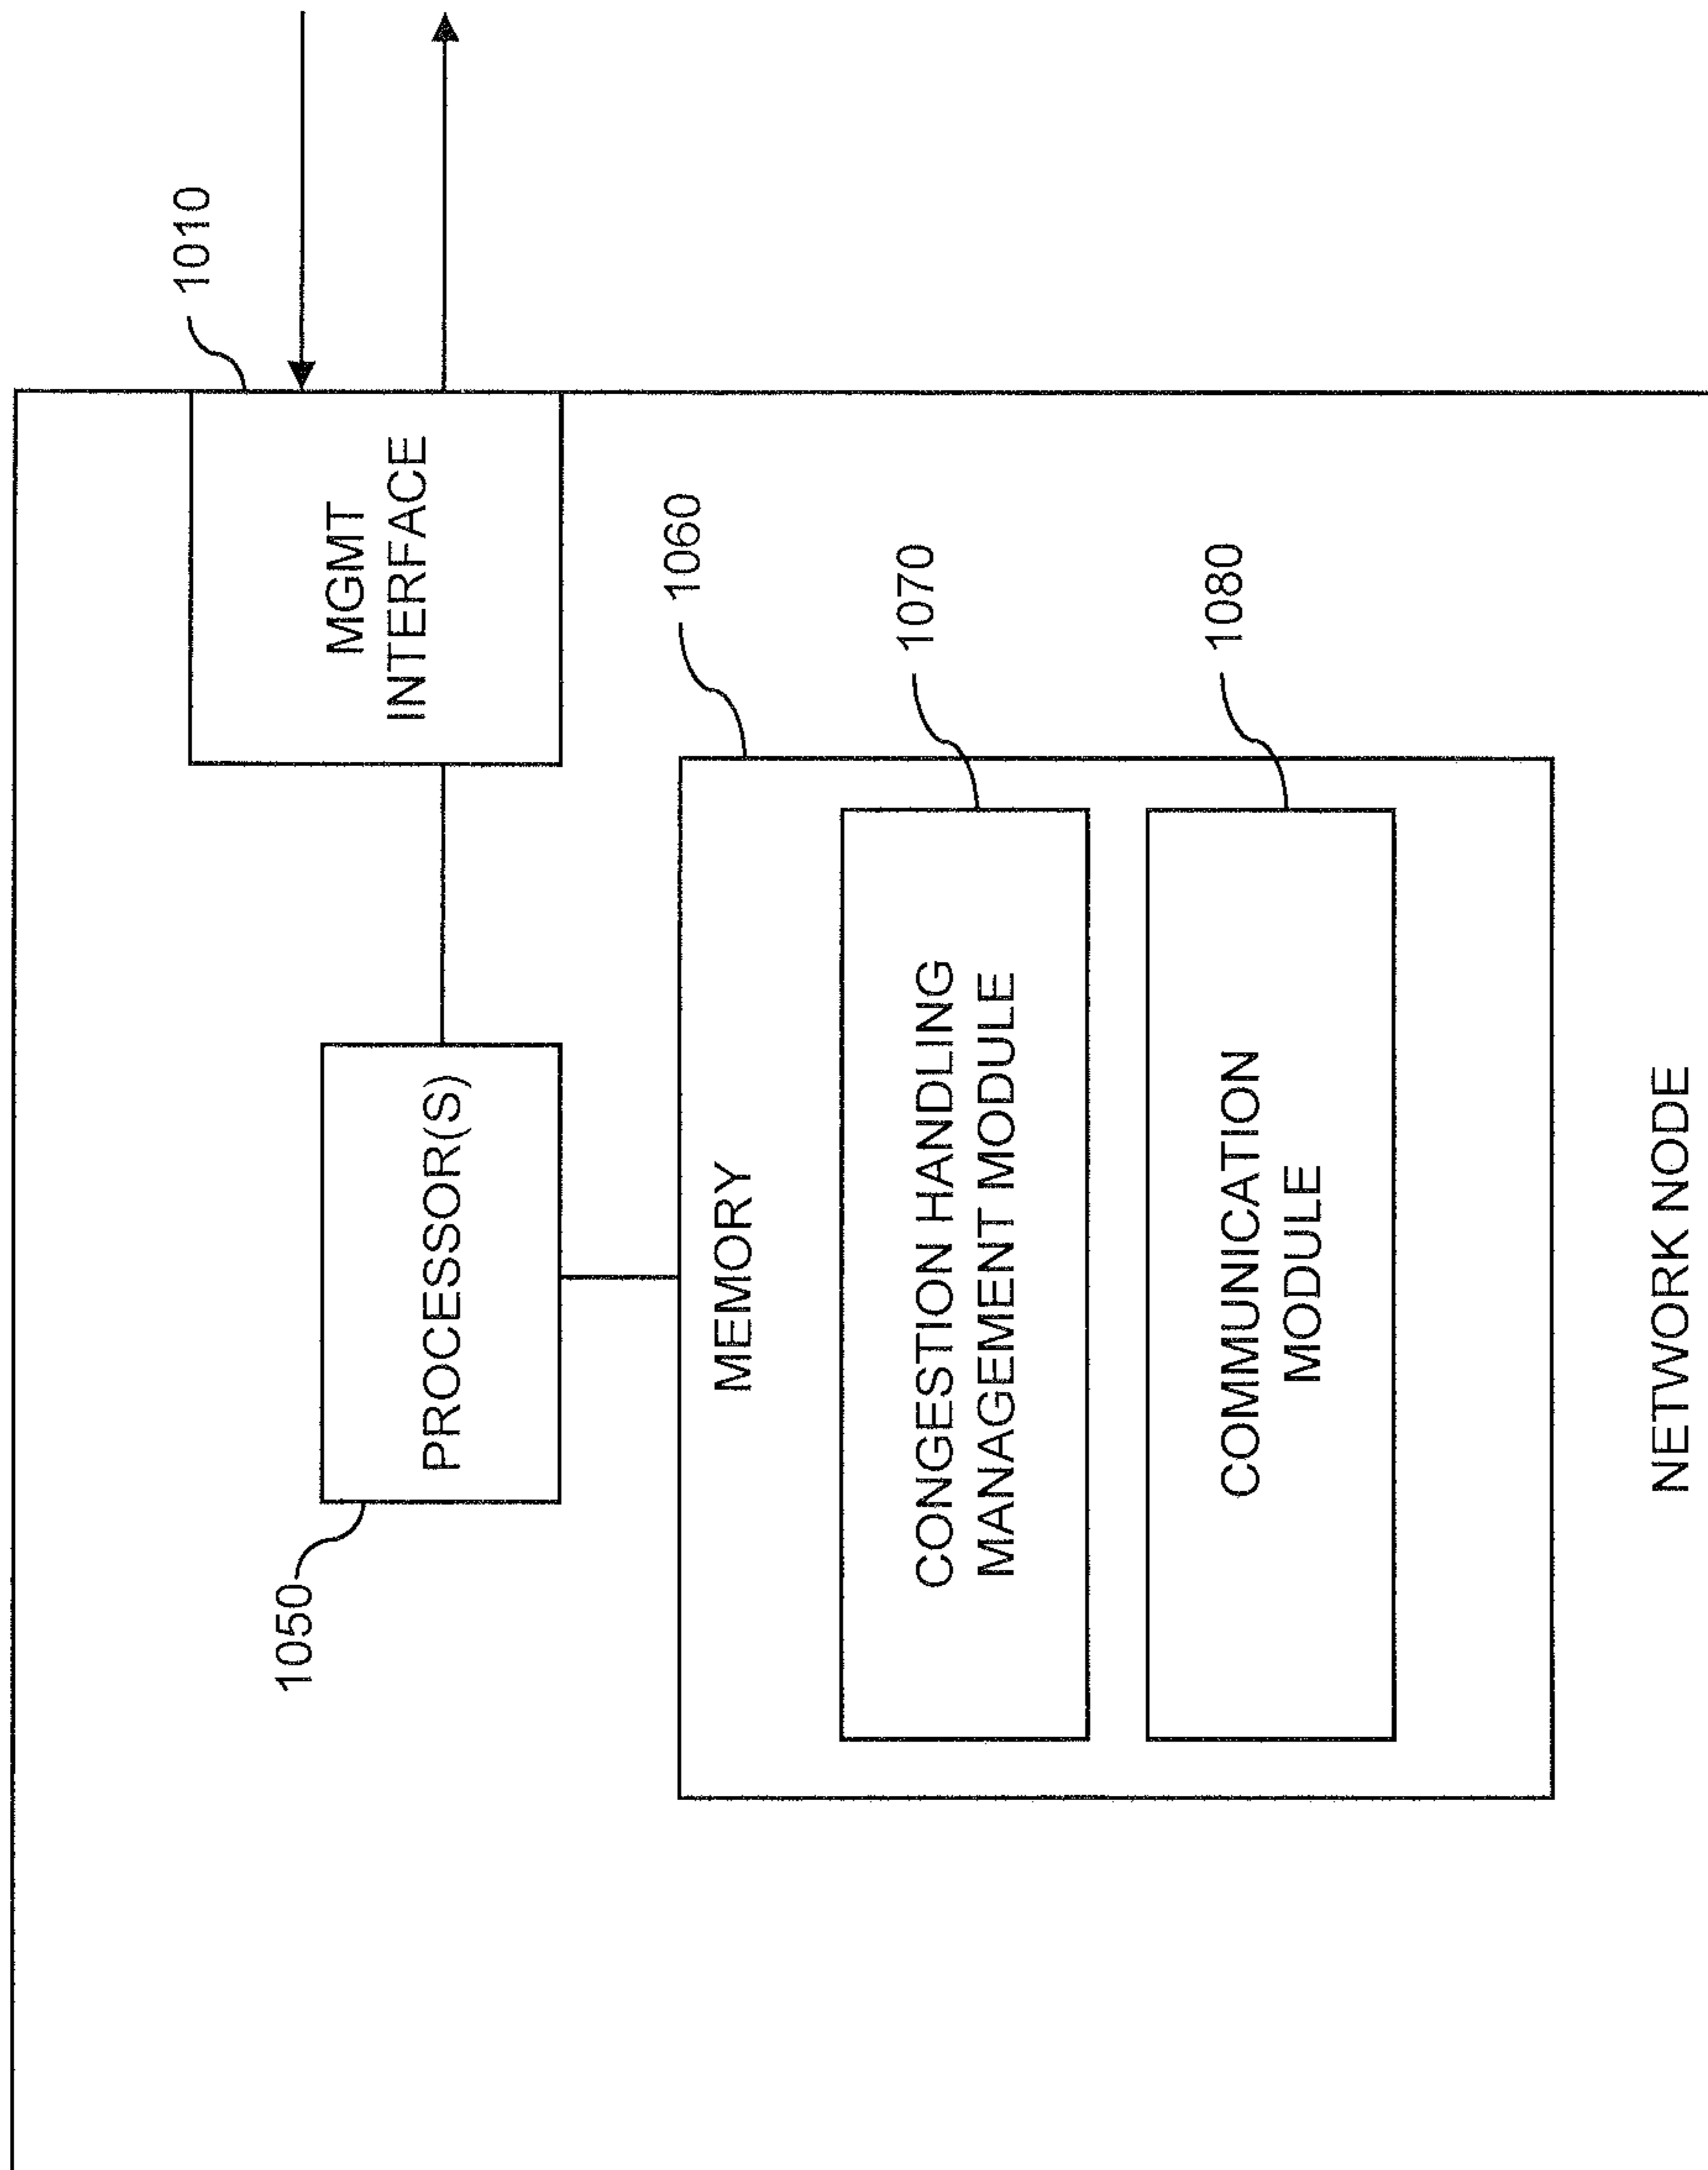 1010
MGMT
INTERFACE
1050
PROCESSOR(S)
1060
MEMORY
1070
CONGESTION HANDLING
MANAGEMENT MODULE
1080
COMMUNICATION
MODULE
NETWORK NODE